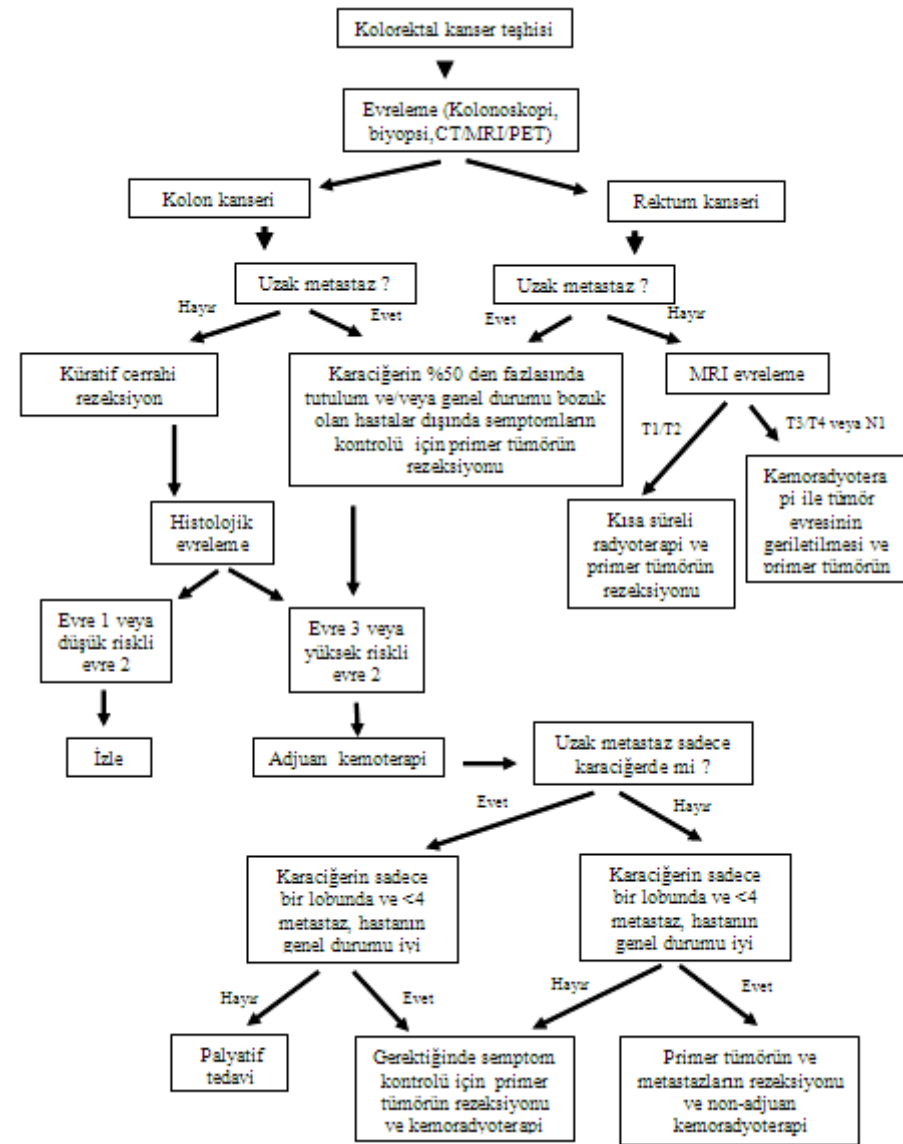 Kolorektal kanser teşhisi
Evreleme (Kolonoskopi,
biyopsi,CT/MRI/PET)
Kolon kanseri
Rektum kanseri
Uzak metastaz ?
Uzak metastaz ?
Hayır
Evet
Evet
Hayır
Küratif cerrahi
rezeksiyon
Karaciğerin %50 den fazlasında
tutulum ve/veya genel durumu bozuk
olan hastalar dışında semptomların
kontrolü için primer tümörün
rezeksiyonu
MRI evreleme
T1/T2
T3/T4 veya N1
Kısa süreli
radyoterapi ve
primer tümörün
rezeksiyonu
Kemoradyotera
pi ile tümör
evresinin
geriletilmesi ve
primer tümörün
Histolojik
evreleme
Evre 1 veya
düşük riskli
evre 2
Evre 3 veya
yüksek riskli
evre 2
İzle
Adjuan kemoterapi
Uzak metastaz sadece
karaciğerde mi ?
Evet
Hayır
Karaciğerin sadece
bir lobunda ve <4
metastaz, hastanın
genel durumu iyi
Karaciğerin sadece
bir lobunda ve <4
metastaz, hastanın
genel durumu iyi
Hayır
Evet
Hayır
Evet
Palyatif
tedavi
Gerektiğinde semptom
kontrolü için primer
tümörün rezeksiyonu
ve kemoradyoterapi
Primer tümörün ve
metastazların rezeksiyonu
ve non-adjuan
kemoradyoterapi